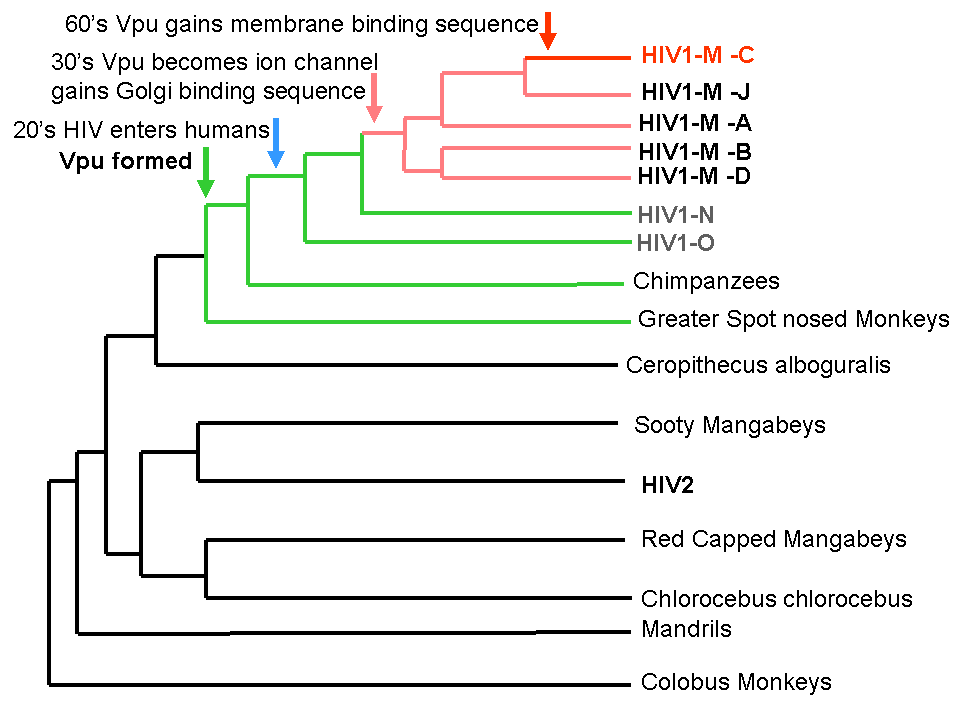 60's Vpu gains membrane binding sequence
30's Vpu becomes ion channel
gains Golgi binding sequence
20's HIV enters humans
Vpu formed
HIV1-M -C
HIV1-M -J
HIV1-M -A
HIV1-M -B
HIV1-M -D
HIV1-N
HIV1-O
Chimpanzees
Greater Spot nosed Monkeys
Ceropithecus alboguralis
Sooty Mangabeys
HIV2
Red Capped Mangabeys
Chlorocebus chlorocebus
Mandrils
Colobus Monkeys